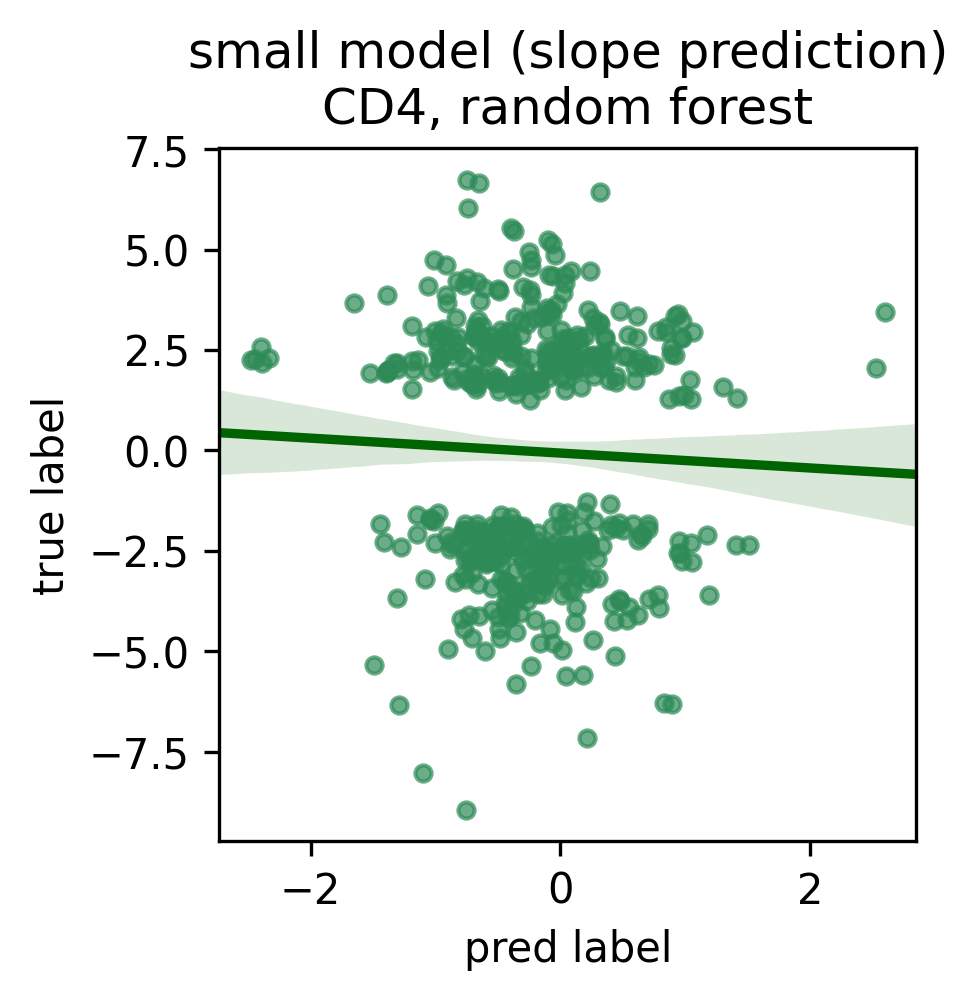 small model (slope prediction)
CD4, random forest
7.5
5.0
2.5
0.0
−2.5
−5.0
−7.5
true label
−2
0
2
pred label